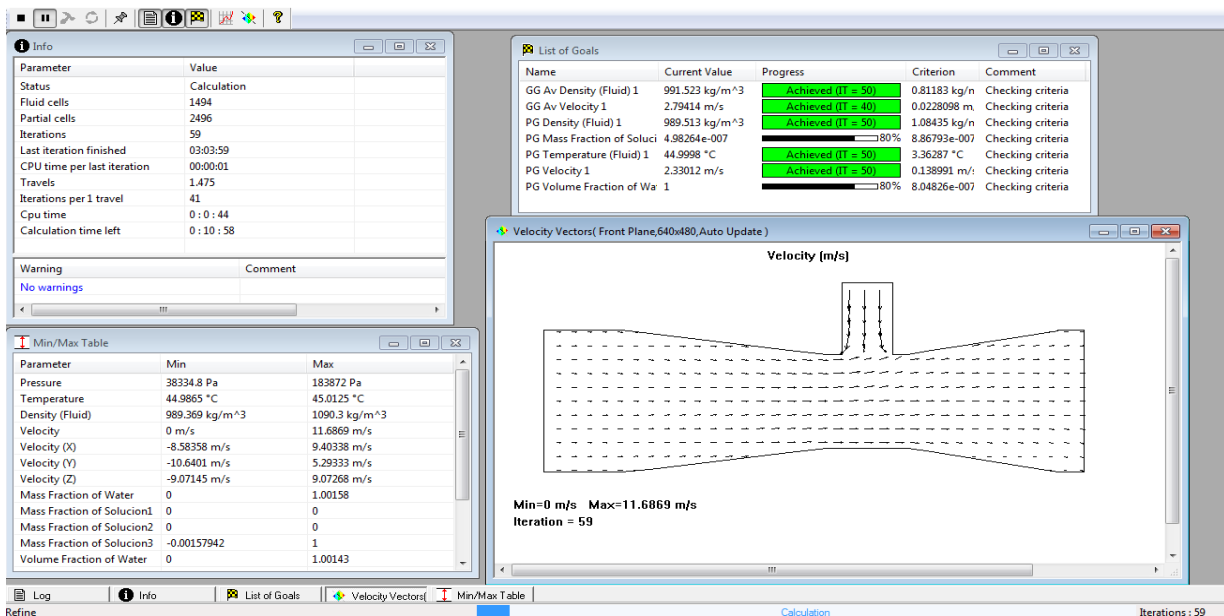 Info
Parameter Value
Status Calculation
Fluid cells 1494
Partial cells 2496
Iterations 59
Last iteration finished 03:03:59
CPU time per last iteration 00:00:01
Travels 1.475
Iterations per 1 travel 41
Cpu time 0 : 0 : 44
Calculation time left 0 : 10 : 58
Warning Comment
No warnings
List of Goals
Name Current Value Progress Criterion Comment
GG Av Density (Fluid) 1 991.523 kg/m^3 Achieved (IT = 50) 0.81183 kg/n Checking criteria
GG Av Velocity 1 2.79414 m/s Achieved (IT = 40) 0.0228098 m, Checking criteria
PG Density (Fluid) 1 989.513 kg/m^3 Achieved (IT = 50) 1.08435 kg/n Checking criteria
PG Mass Fraction of Soluci 4.98264e-007 80% 8.86793e-007 Checking criteria
PG Temperature (Fluid) 1 44.9998 °C Achieved (IT = 50) 3.36287 °C Checking criteria
PG Velocity 1 2.33012 m/s Achieved (IT = 50) 0.138991 m/s Checking criteria
PG Volume Fraction of Wa 1 80% 8.04826e-007 Checking criteria
Min/Max Table
Parameter Min Max
Pressure 38334.8 Pa 183872 Pa
Temperature 44.9865 °C 45.0125 °C
Density (Fluid) 989.369 kg/m^3 1090.3 kg/m^3
Velocity 0 m/s 11.6869 m/s
Velocity (X) -8.58358 m/s 9.40338 m/s
Velocity (Y) -10.6401 m/s 5.29333 m/s
Velocity (Z) -9.07145 m/s 9.07268 m/s
Mass Fraction of Water 0 1.00158
Mass Fraction of Solucion1 0 0
Mass Fraction of Solucion2 0 0
Mass Fraction of Solucion3 -0.00157942 1
Volume Fraction of Water 0 1.00143
Velocity Vectors( Front Plane,640x480,Auto Update )
Velocity (m/s)
Min=0 m/s Max=11.6869 m/s
Iteration = 59
Log Info List of Goals Velocity Vectors( Min/Max Table
Refine Calculation Iterations : 59